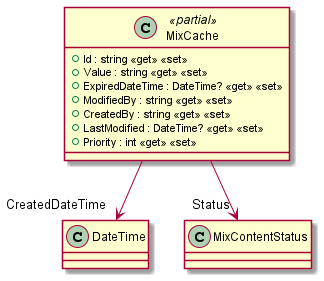 C «partial»
MixCache
Id : string «get» «set»
Value : string «get» «set»
ExpiredDateTime : DateTime? «get» «set»
ModifiedBy : string «get» «set»
CreatedBy : string «get» «set»
LastModified : DateTime? «get» «set»
Priority : int «get» «set»
CreatedDateTime
Status
C DateTime
C MixContentStatus